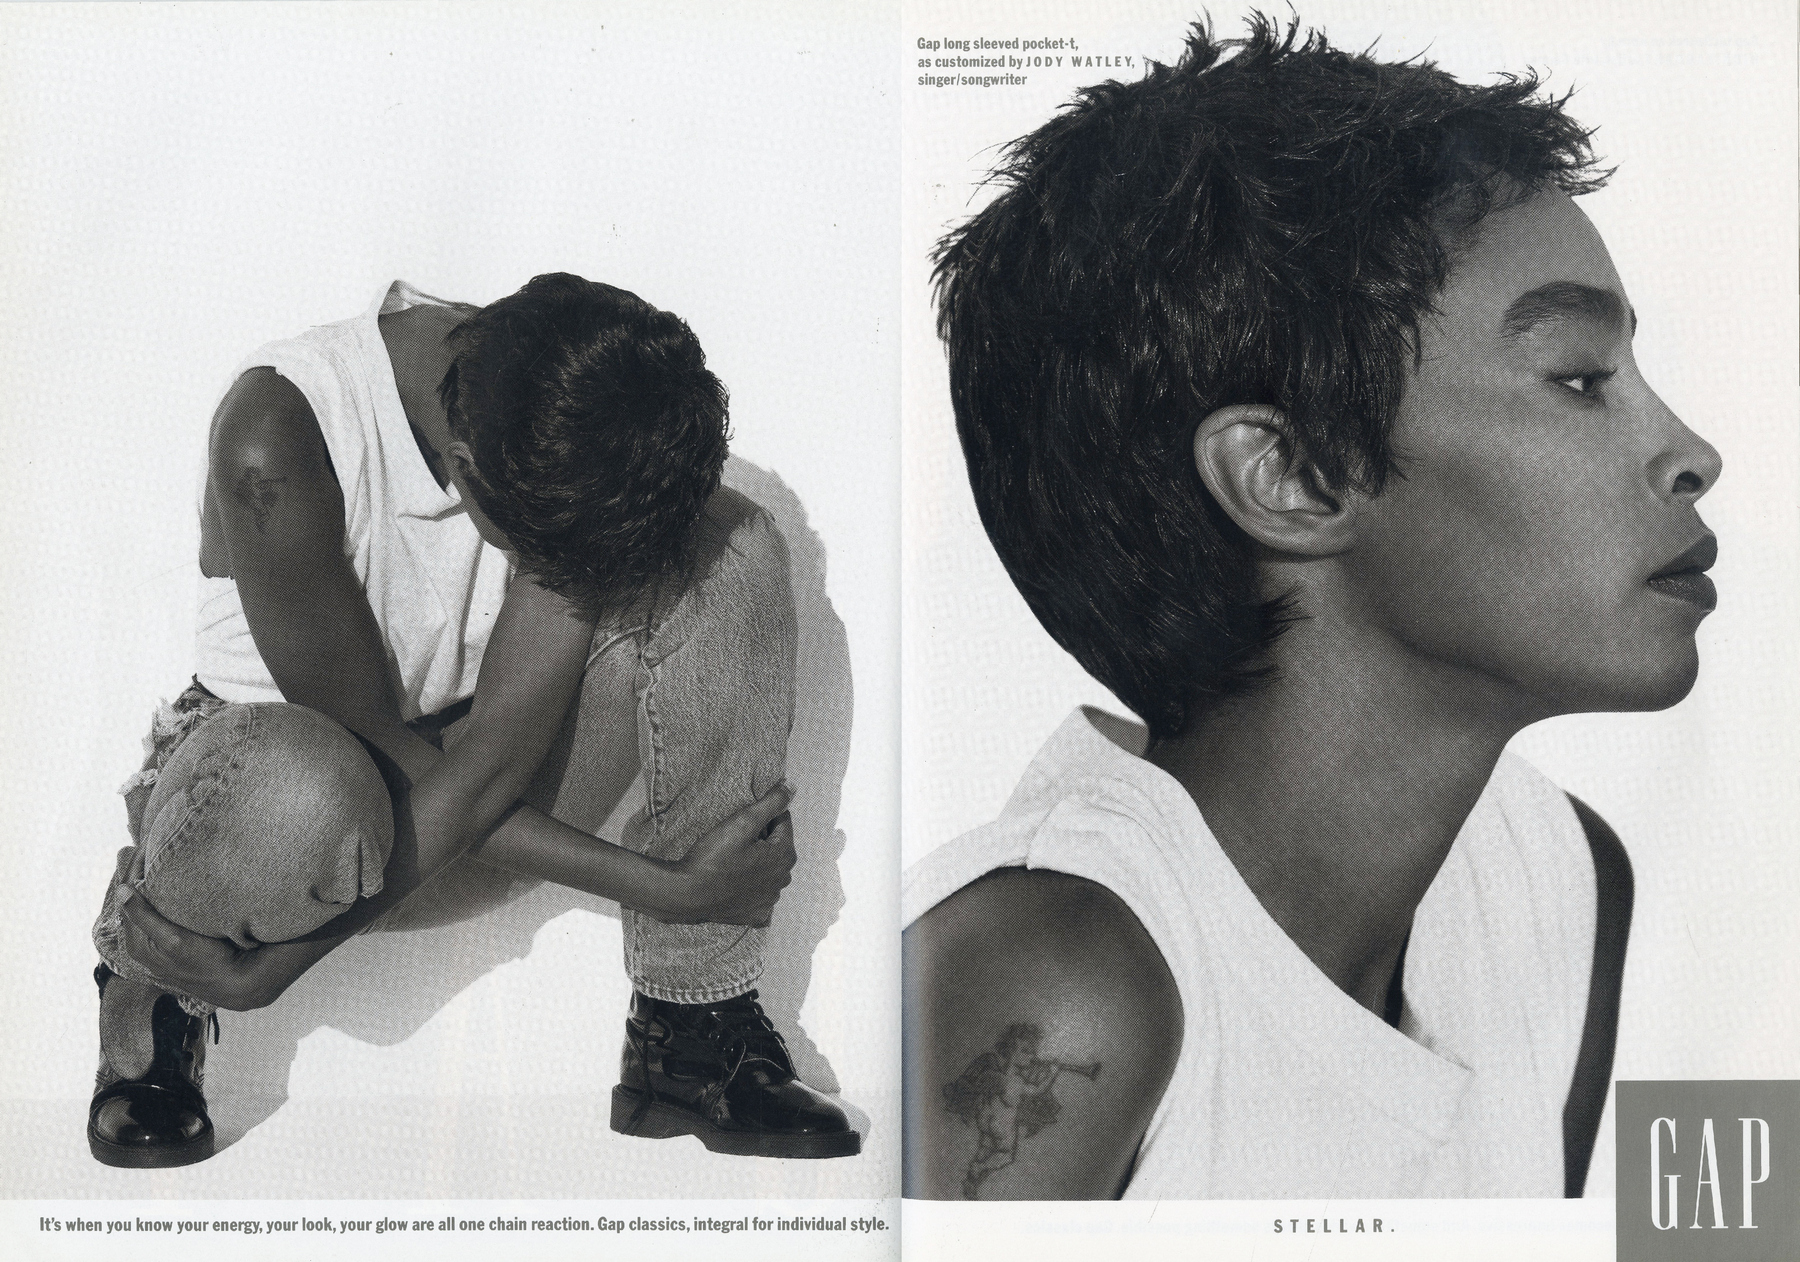 Gap long sleeved pocket-t,
as customized by JODY WATLEY,
singer/songwriter
It's when you know your energy, your look, your glow are all one chain reaction. Gap classics, integral for individual style.
STELLAR.
GAP